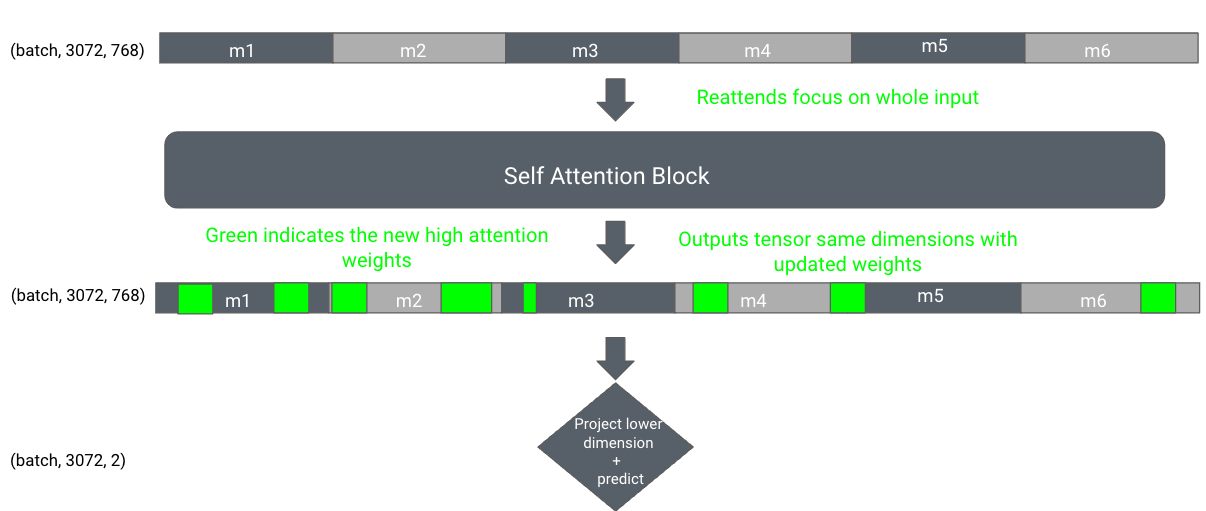 (batch, 3072, 768) m1 m2 m3 m4 m5 m6
Reattends focus on whole input
Self Attention Block
Green indicates the new high attention
weights
Outputs tensor same dimensions with
updated weights
(batch, 3072, 768) m1 m2 m3 m4 m5 m6
Project lower
dimension
+
predict
(batch, 3072, 2)